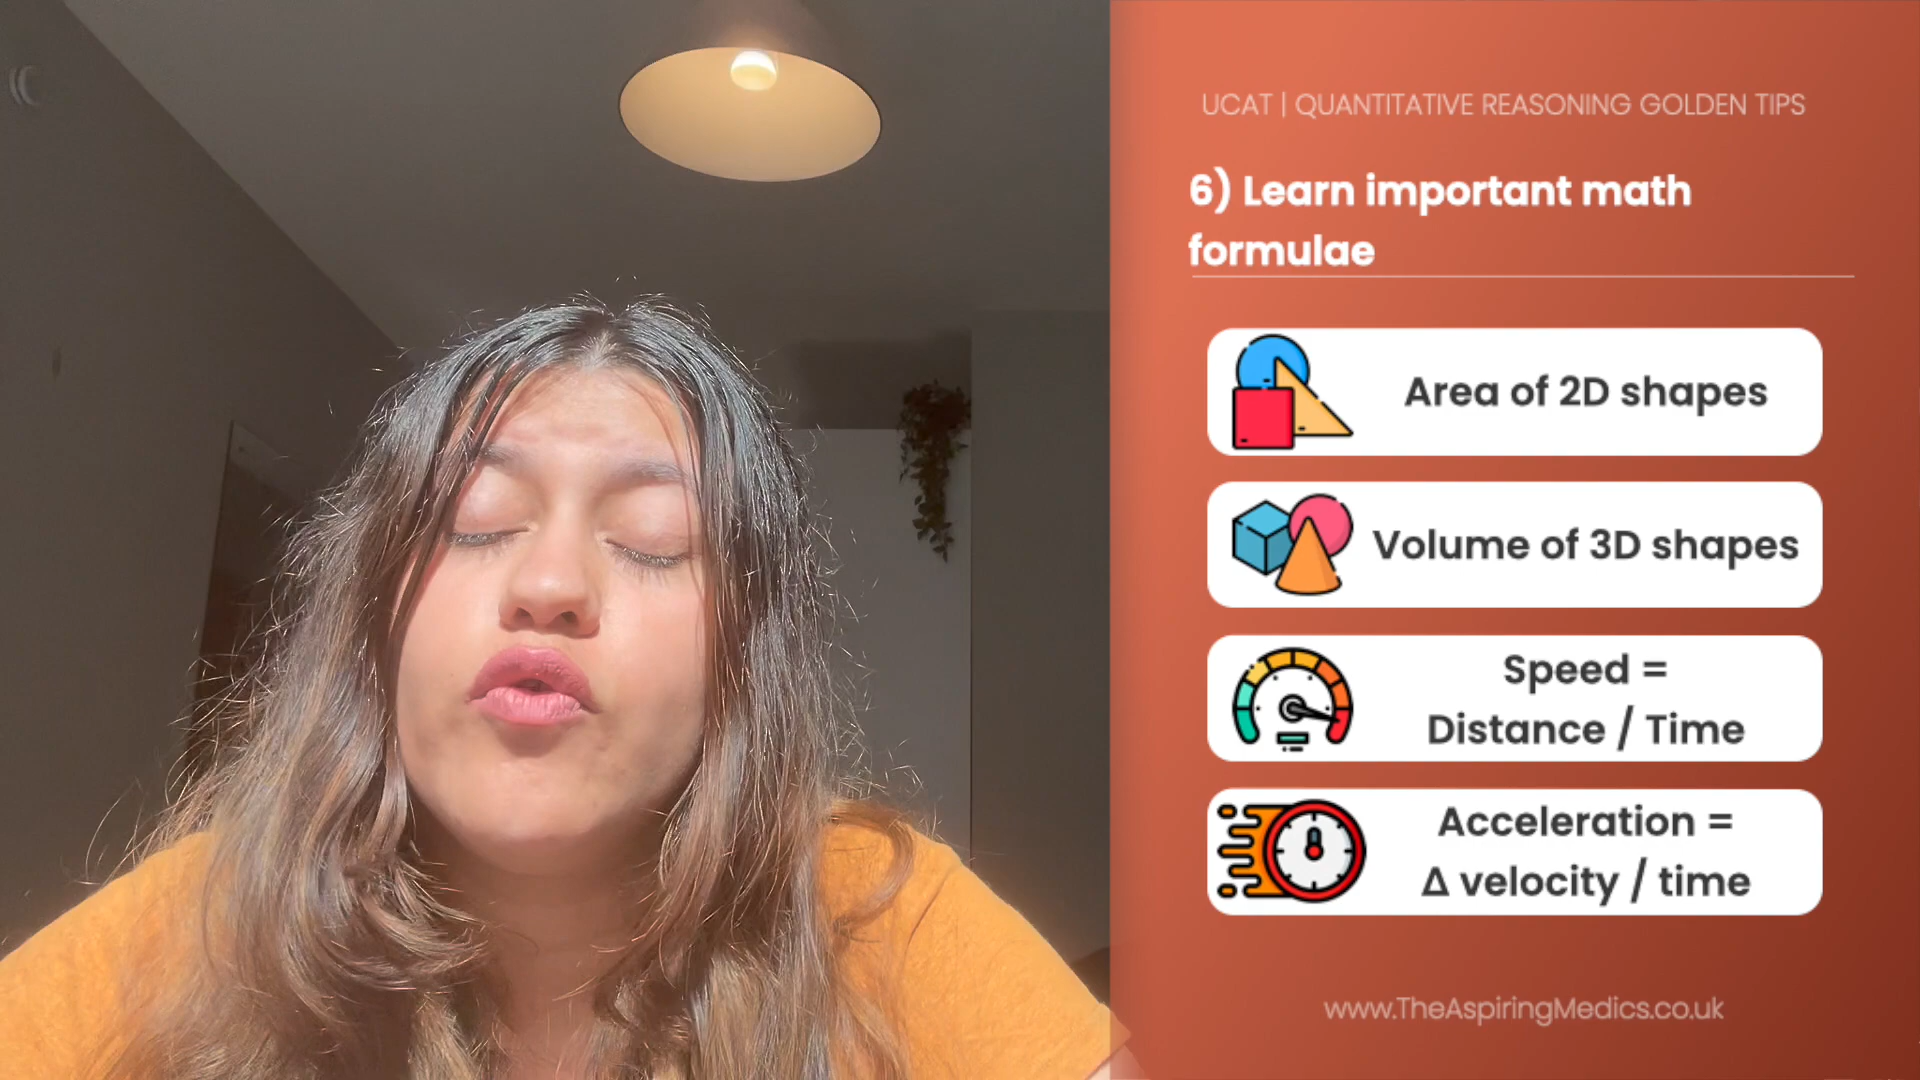 UCAT | QUANTITATIVE REASONING GOLDEN TIPS
6) Learn important math
formulae
Area of 2D shapes
Volume of 3D shapes
Speed =
Distance / Time
Acceleration =
Δ velocity / time
www.TheAspiringMedics.co.uk